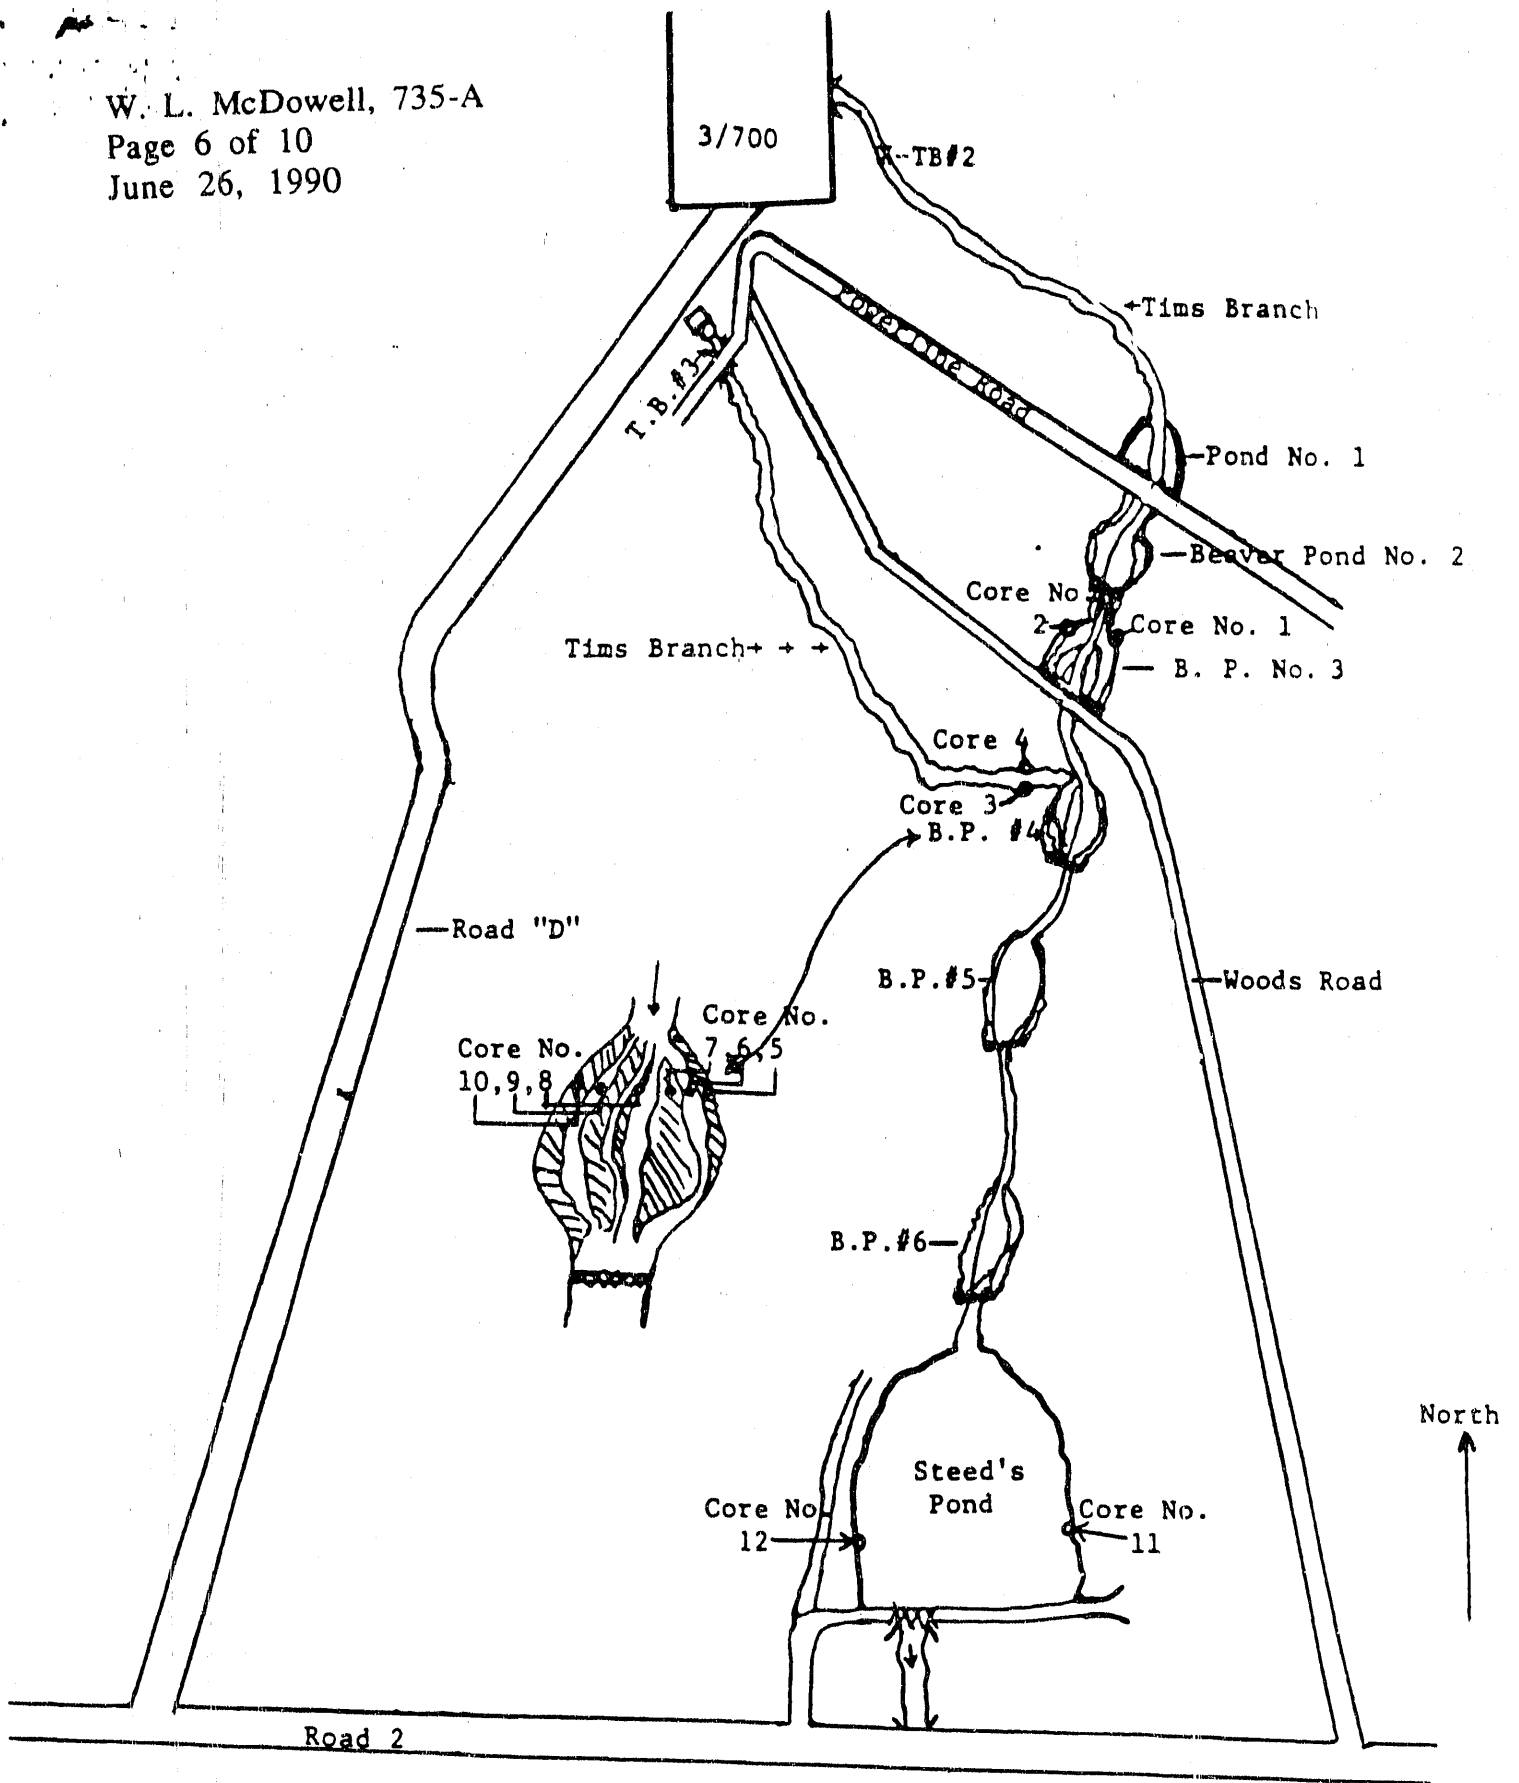 W. L. McDowell, 735-A
Page 6 of 10
June 26, 1990
3/700
TB#2
Tims Branch
Road
T.B.#3
Pond No. 1
Beaver Pond No. 2
Core No
2
Core No. 1
B. P. No. 3
Tims Branch
Core 4
Core 3
B.P. #4
Road "D"
B.P.#5
Woods Road
Core No.
7,6,5
Core No.
10,9,8
B.P.#6
North
Steed's
Pond
Core No
12
Core No.
11
Road 2